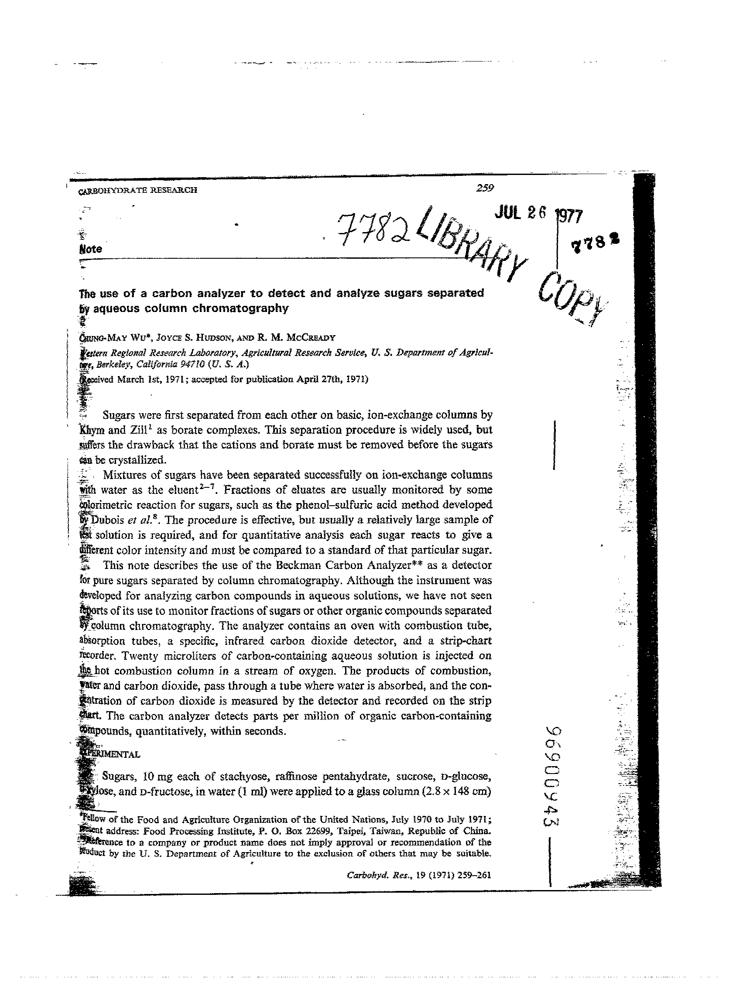 CARBOHYDRATE RESEARCH 259
JUL 26 1977
7782 LIBRARY COPY
7782
Note
The use of a carbon analyzer to detect and analyze sugars separated
by aqueous column chromatography
CHUNG-MAY WU*, JOYCE S. HUDSON, AND R. M. MCCREADY
Western Regional Research Laboratory, Agricultural Research Service, U. S. Department of Agricul-
ture, Berkeley, California 94710 (U. S. A.)
(Received March 1st, 1971; accepted for publication April 27th, 1971)
Sugars were first separated from each other on basic, ion-exchange columns by
Khym and Zill1 as borate complexes. This separation procedure is widely used, but
suffers the drawback that the cations and borate must be removed before the sugars
can be crystallized.
Mixtures of sugars have been separated successfully on ion-exchange columns
with water as the eluent2–7. Fractions of eluates are usually monitored by some
colorimetric reaction for sugars, such as the phenol–sulfuric acid method developed
by Dubois et al.8. The procedure is effective, but usually a relatively large sample of
test solution is required, and for quantitative analysis each sugar reacts to give a
different color intensity and must be compared to a standard of that particular sugar.
This note describes the use of the Beckman Carbon Analyzer** as a detector
for pure sugars separated by column chromatography. Although the instrument was
developed for analyzing carbon compounds in aqueous solutions, we have not seen
reports of its use to monitor fractions of sugars or other organic compounds separated
by column chromatography. The analyzer contains an oven with combustion tube,
absorption tubes, a specific, infrared carbon dioxide detector, and a strip-chart
recorder. Twenty microliters of carbon-containing aqueous solution is injected on
the hot combustion column in a stream of oxygen. The products of combustion,
water and carbon dioxide, pass through a tube where water is absorbed, and the con-
centration of carbon dioxide is measured by the detector and recorded on the strip
chart. The carbon analyzer detects parts per million of organic carbon-containing
compounds, quantitatively, within seconds.
EXPERIMENTAL
Sugars, 10 mg each of stachyose, raffinose pentahydrate, sucrose, D-glucose,
D-xylose, and D-fructose, in water (1 ml) were applied to a glass column (2.8 × 148 cm)
*Fellow of the Food and Agriculture Organization of the United Nations, July 1970 to July 1971;
present address: Food Processing Institute, P. O. Box 22699, Taipei, Taiwan, Republic of China.
**Reference to a company or product name does not imply approval or recommendation of the
product by the U. S. Department of Agriculture to the exclusion of others that may be suitable.
Carbohyd. Res., 19 (1971) 259–261